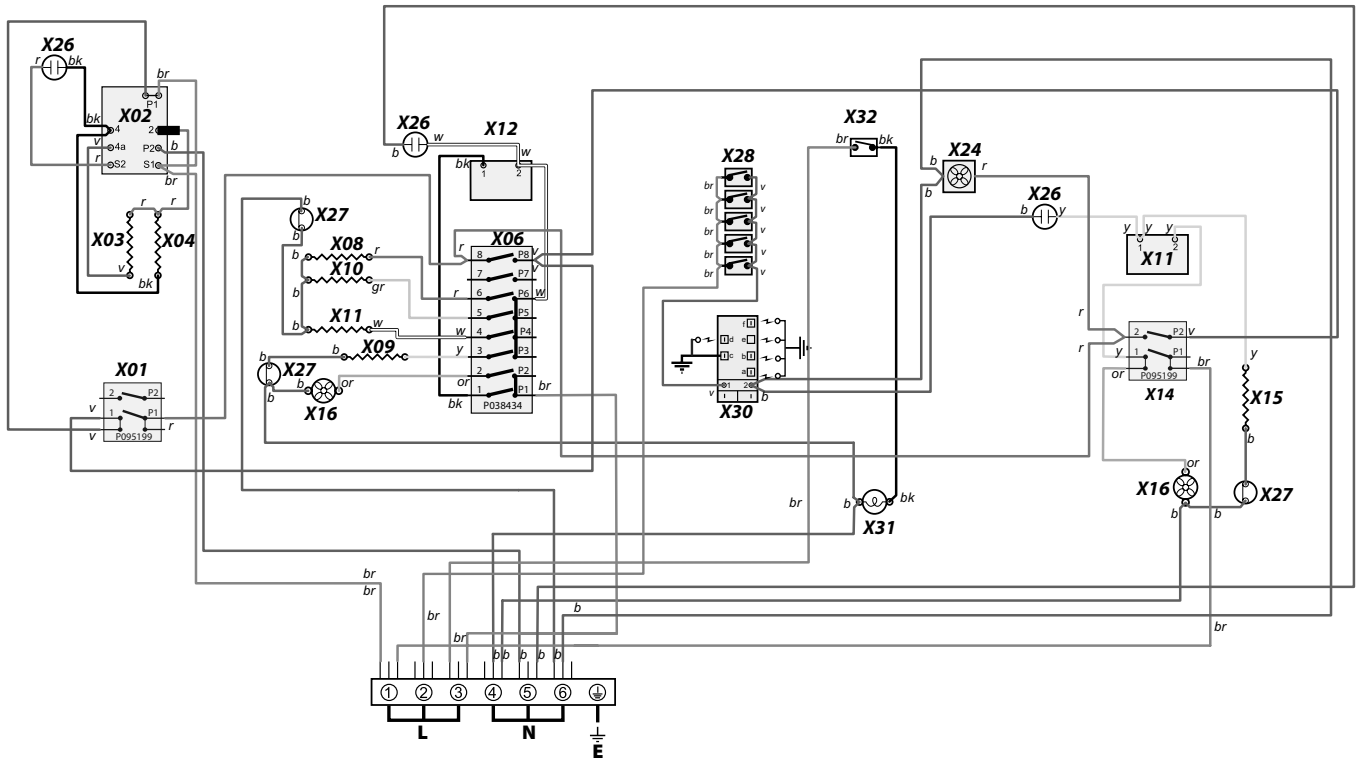 X26
r
bk
br
P1
X02
bk
4
2
v
4a
P2
b
r
S2
S1
br
r
r
X03
X04
v
bk
X01
2
P2
v
1
P1
v
r
P095199
b
X27
b
X08
r
b
X10
gr
b
X11
w
b
b
b
X09
y
X27
b
b
or
X16
X26
b
w
X12
w
bk
1
2
X06
r
8
P8
v
v
7
P7
r
6
P6
w
5
P5
w
4
P4
y
3
P3
2
P2
or
1
P1
br
bk
P038434
X28
br
v
br
v
br
v
br
v
br
v
f
d
e
c
b
a
1
2
v
b
X30
X32
br
bk
br
b
bk
X31
X24
b
r
b
X26
b
y
y
y
y
1
2
X11
r
2
P2
v
r
y
1
P1
br
or
P095199
X14
y
X15
b
or
X16
X27
b
b
br
br
br
br
br
b
b
b
b
b
b
1
2
3
4
5
6
L
N
E